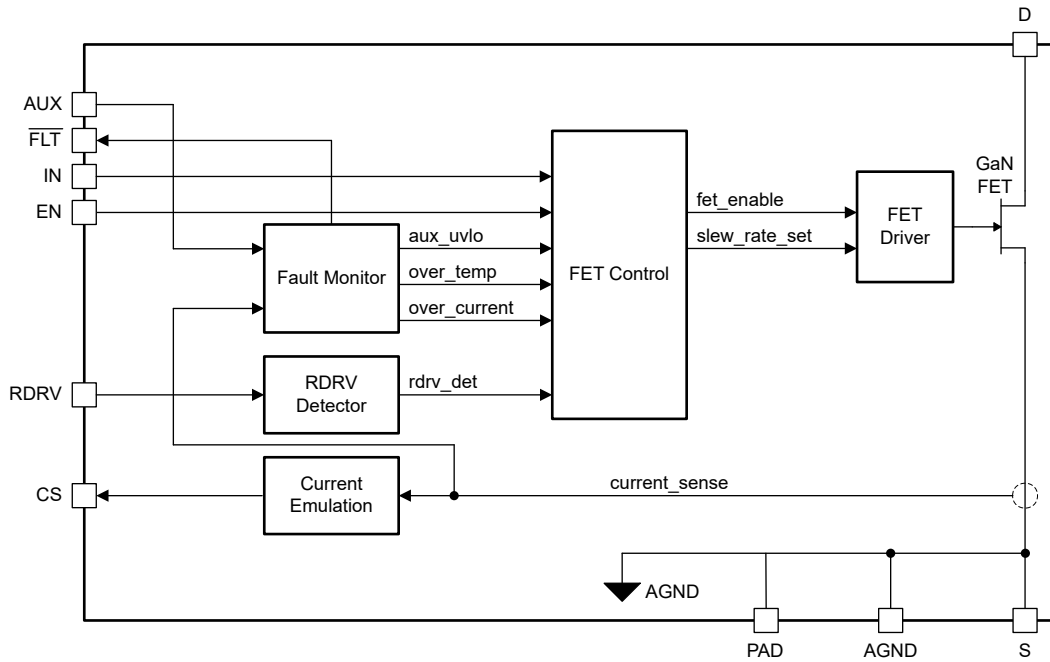 D
AUX
FLT
IN
EN
GaN
FET
fet_enable
slew_rate_set
FET
Driver
aux_uvlo
over_temp
over_current
Fault Monitor
FET Control
RDRV
RDRV
Detector
rdrv_det
CS
Current
Emulation
current_sense
AGND
PAD
AGND
S